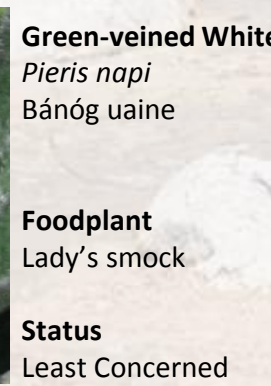 Green-veined White
Pieris napi
Bánóg uaine
Foodplant
Lady's smock
Status
Least Concerned